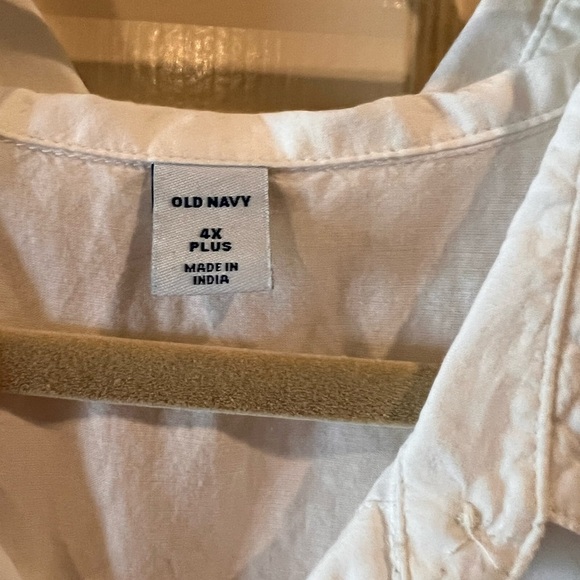 OLD NAVY
4X
PLUS
MADE IN
INDIA